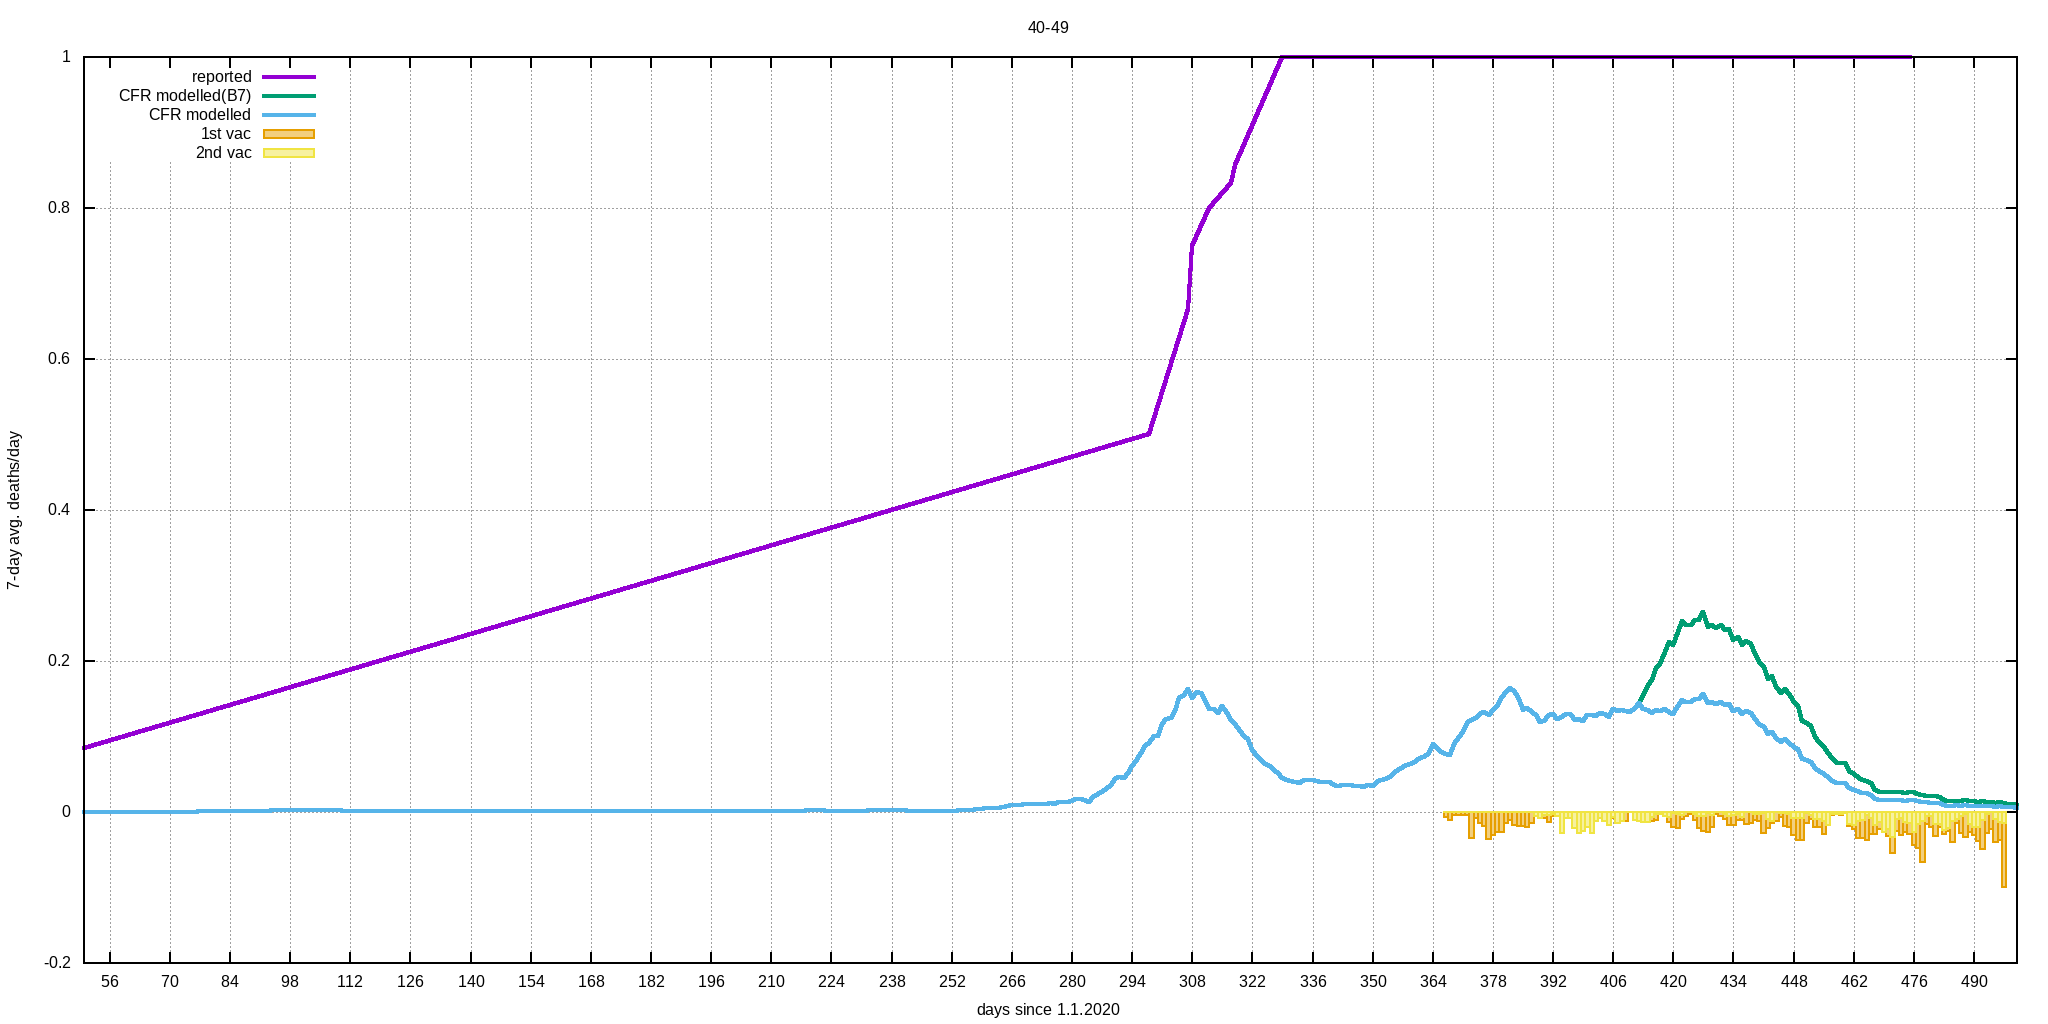 40-49
1
reported
CFR modelled(B7)
CFR modelled
1st vac
2nd vac
0.8
0.6
0.4
0.2
0
-0.2
7-day avg. deaths/day
56 70 84 98 112 126 140 154 168 182 196 210 224 238 252 266 280 294 308 322 336 350 364 378 392 406 420 434 448 462 476 490
days since 1.1.2020